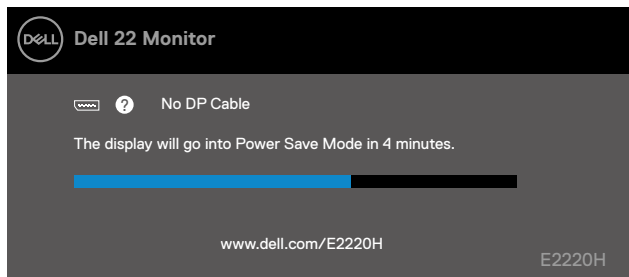 DELL
Dell 22 Monitor
? No DP Cable
The display will go into Power Save Mode in 4 minutes.
www.dell.com/E2220H
E2220H